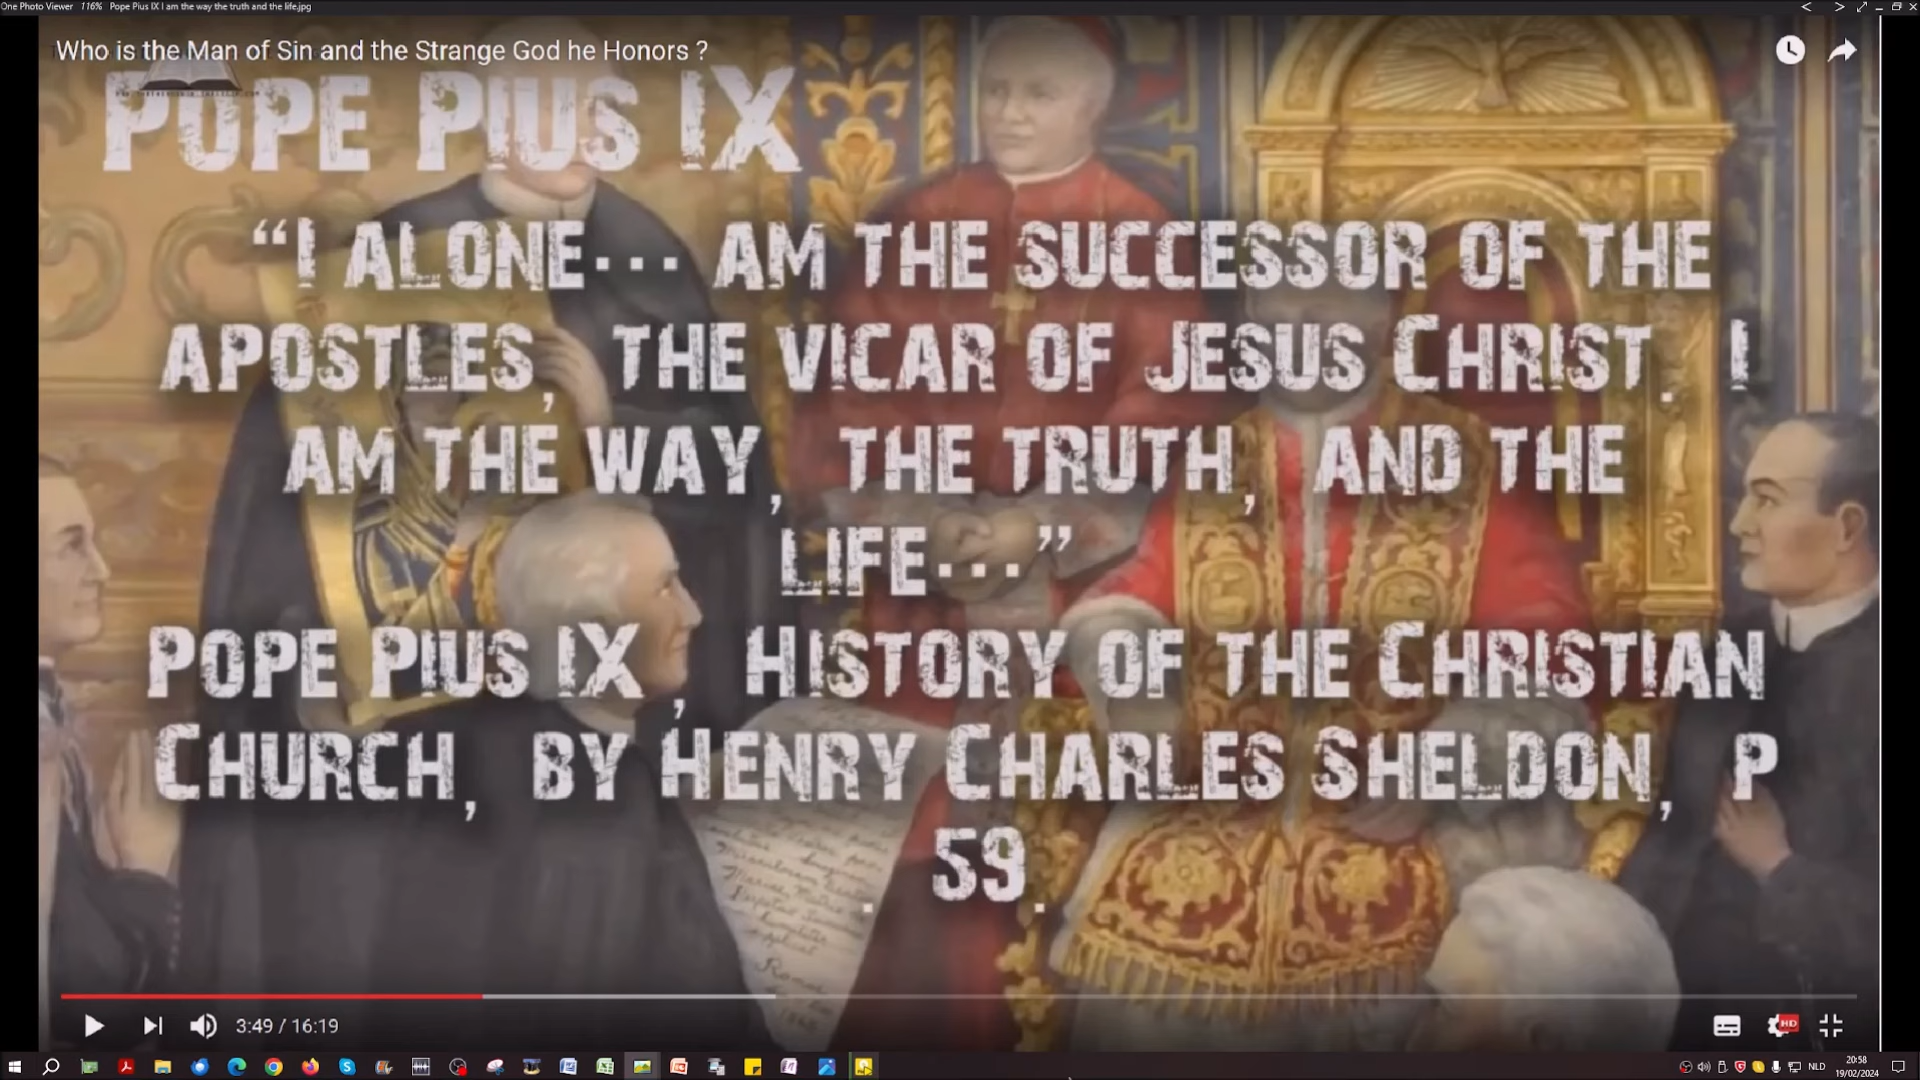 One Photo Viewer 116% Pope Pius IX I am the way the truth and the life.jpg
Who is the Man of Sin and the Strange God he Honors ?
Pope Pius IX
“I alone... am the successor of the
apostles, the vicar of Jesus Christ. I
am the way, the truth, and the
life...”
Pope Pius IX, History of the Christian
Church, by Henry Charles Sheldon, p
. 59.
3:49 / 16:19
HD
NLD
20:58
19/02/2024